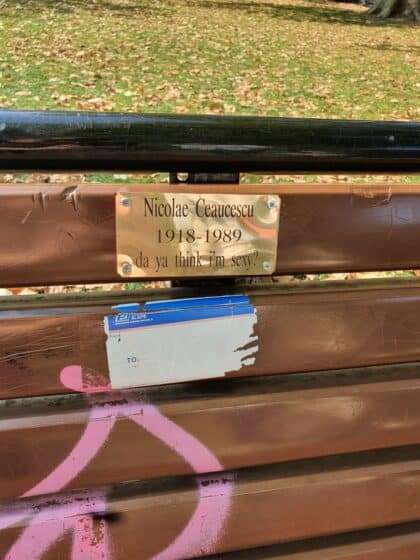 Nicolae Ceaucescu
1918-1989
da ya think i'm sexy?
TO: